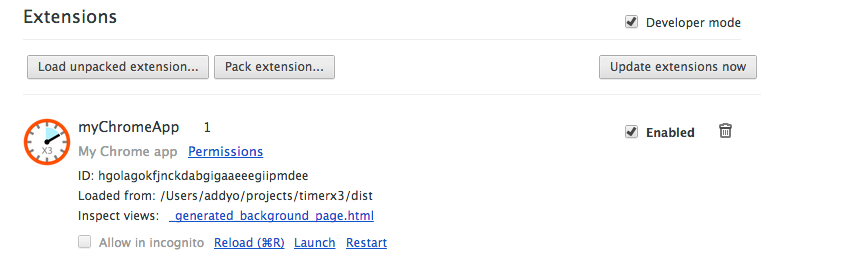 Extensions
Developer mode
Load unpacked extension... Pack extension... Update extensions now
myChromeApp 1
Enabled
X3
My Chrome app Permissions
ID: hgolagokfjnckdabgigaaeeegiipmdee
Loaded from: /Users/addyo/projects/timerx3/dist
Inspect views: _generated_background_page.html
Allow in incognito Reload (⌘R) Launch Restart